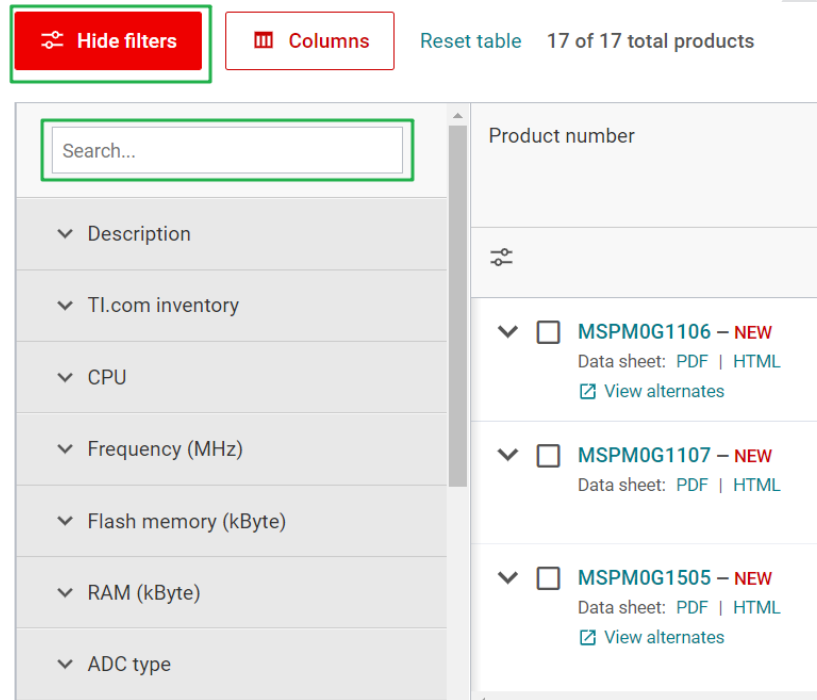 Hide filters
Columns
Reset table
17 of 17 total products
Search...
Description
TI.com inventory
CPU
Frequency (MHz)
Flash memory (kByte)
RAM (kByte)
ADC type
Product number
MSPM0G1106 – NEW
Data sheet: PDF | HTML
View alternates
MSPM0G1107 – NEW
Data sheet: PDF | HTML
MSPM0G1505 – NEW
Data sheet: PDF | HTML
View alternates